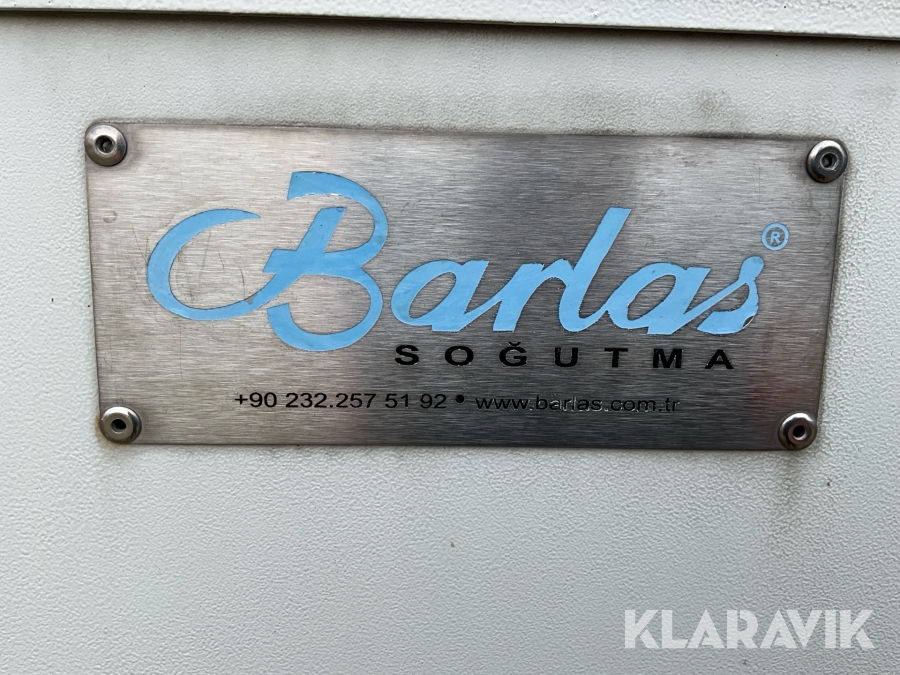 Barlas®
SOĞUTMA
+90 232.257 51 92 • www.barlas.com.tr
KLARAVIK